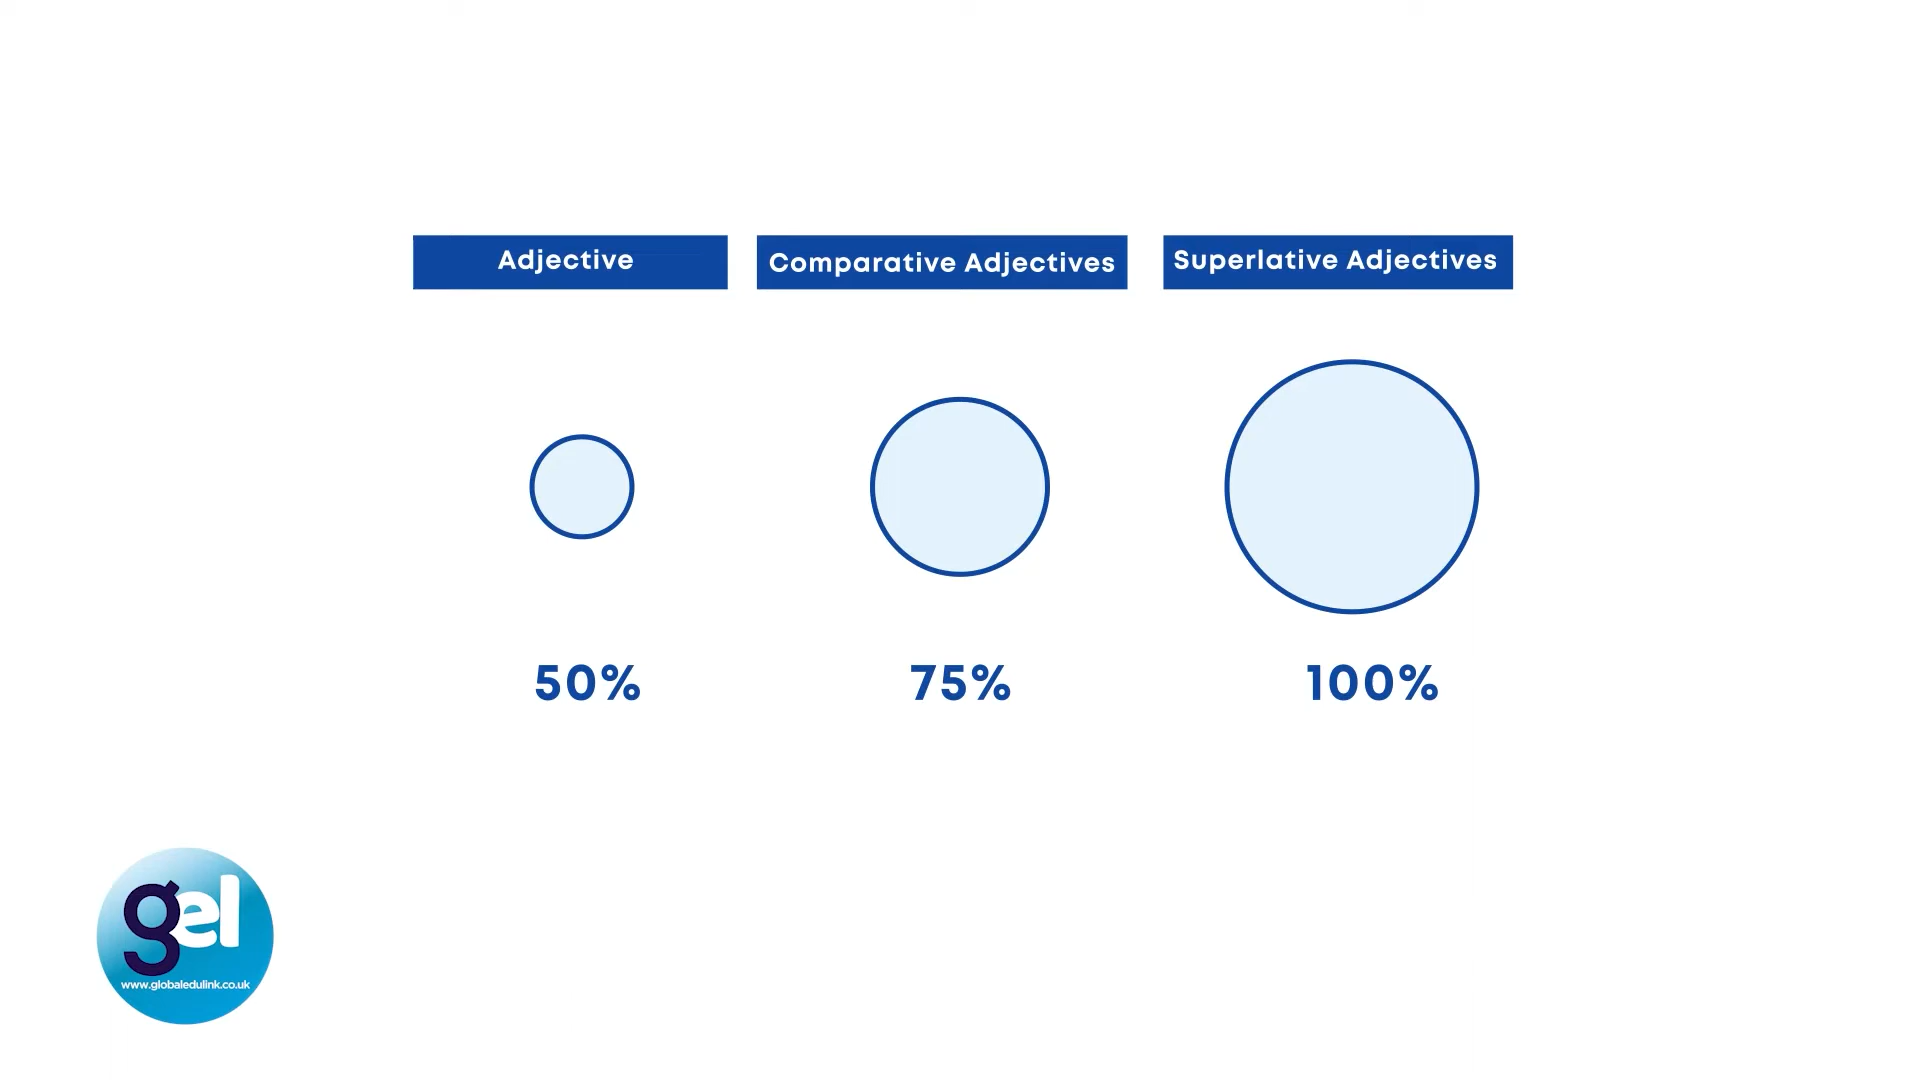 Adjective
Comparative Adjectives
Superlative Adjectives
50%
75%
100%
gel
www.globaledulink.co.uk